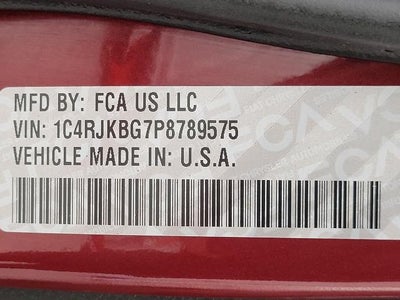 MFD BY: FCA US LLC
VIN: 1C4RJKBG7P8789575
VEHICLE MADE IN: U.S.A.